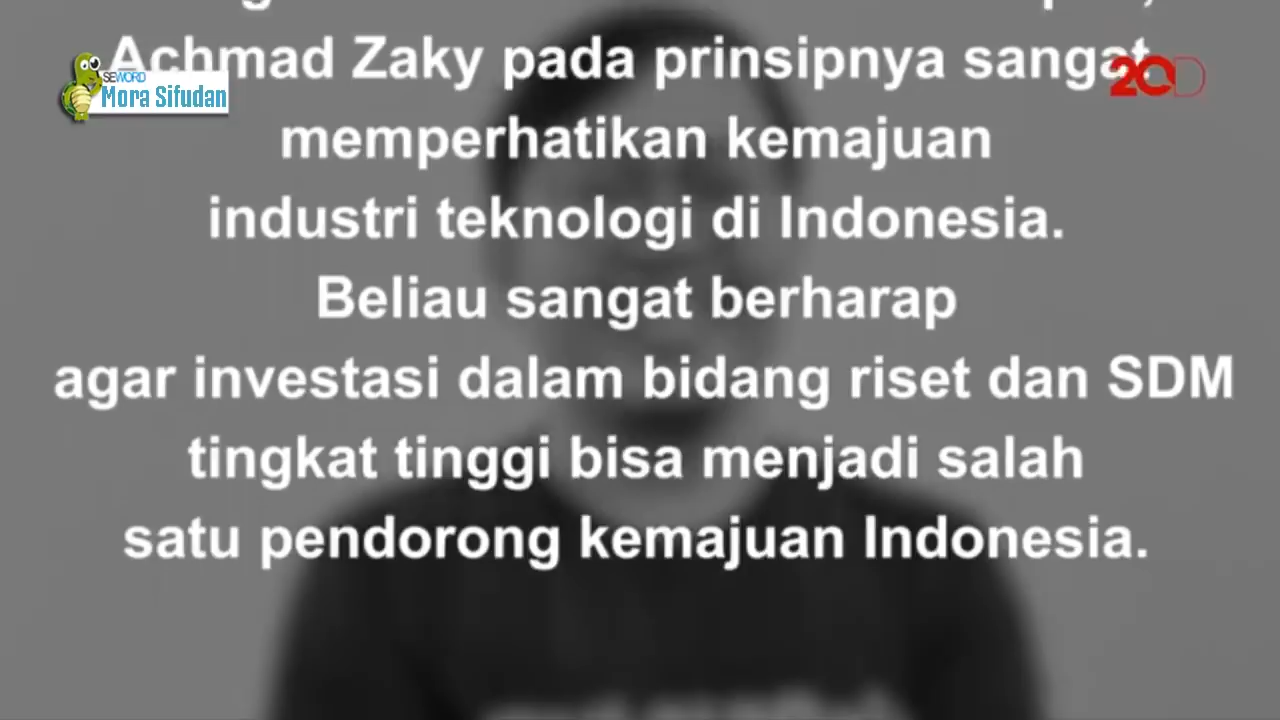 Achmad Zaky pada prinsipnya sangat
memperhatikan kemajuan
industri teknologi di Indonesia.
Beliau sangat berharap
agar investasi dalam bidang riset dan SDM
tingkat tinggi bisa menjadi salah
satu pendorong kemajuan Indonesia.
SEWORD
Mora Sifudan
20D